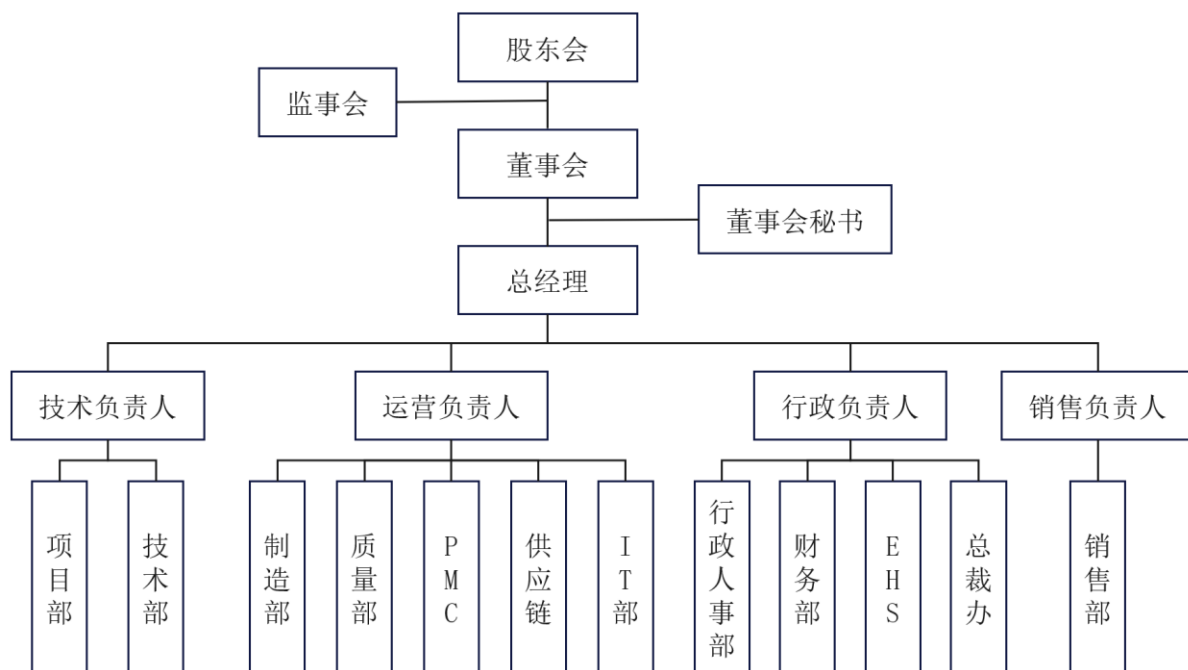 股东会
监事会
董事会
董事会秘书
总经理
技术负责人
运营负责人
行政负责人
销售负责人
项目部
技术部
制造部
质量部
PMC
供应链
IT部
行政人事部
财务部
EHS
总裁办
销售部